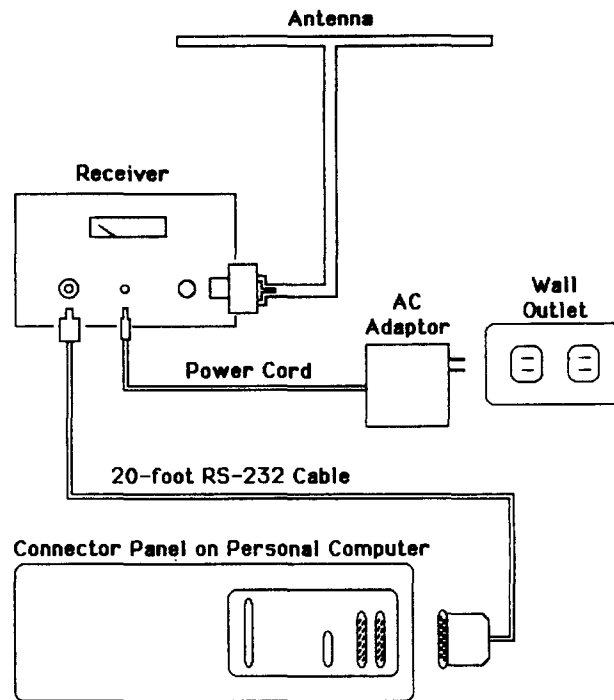 Antenna
Receiver
Wall
Outlet
AC
Adaptor
Power Cord
20-foot RS-232 Cable
Connector Panel on Personal Computer